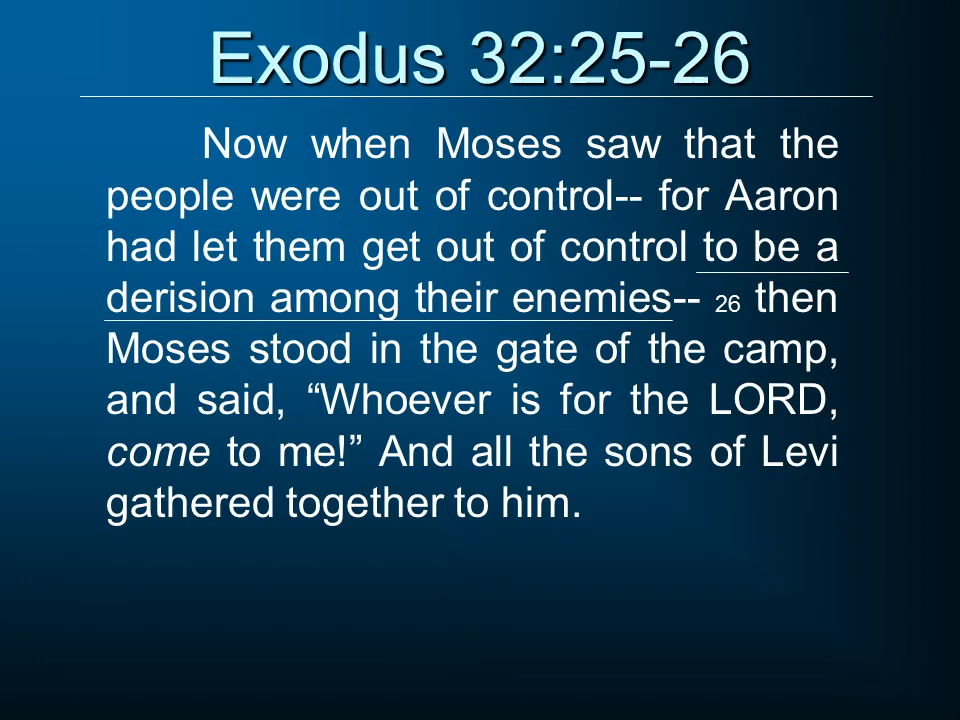 Exodus 32:25-26
Now when Moses saw that the
people were out of control-- for Aaron
had let them get out of control to be a
derision among their enemies-- 26 then
Moses stood in the gate of the camp,
and said, “Whoever is for the LORD,
come to me!” And all the sons of Levi
gathered together to him.